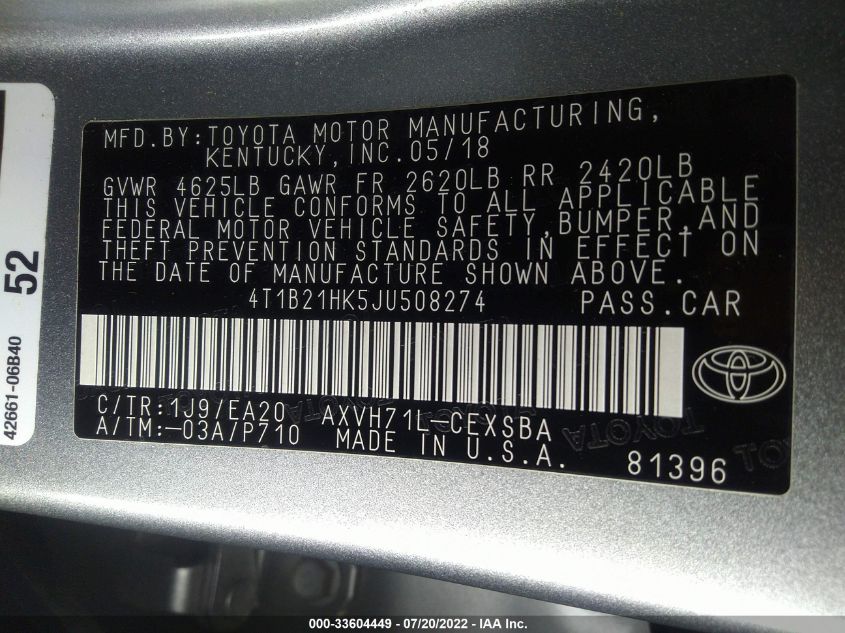 MFD.BY:TOYOTA MOTOR MANUFACTURING,
KENTUCKY,INC.05/18
GVWR 4625LB GAWR FR 2620LB RR 2420LB
THIS VEHICLE CONFORMS TO ALL APPLICABLE
FEDERAL MOTOR VEHICLE SAFETY,BUMPER,AND
THEFT PREVENTION STANDARDS IN EFFECT ON
THE DATE OF MANUFACTURE SHOWN ABOVE.
4T1B21HK5JU508274 PASS.CAR
C/TR:1J9/EA20 AXVH71L-CEXSBA
A/TM:-03A/P710 MADE IN U.S.A. 81396
52
42661-06B40
TOYOTA
000-33604449 - 07/20/2022 - IAA Inc.